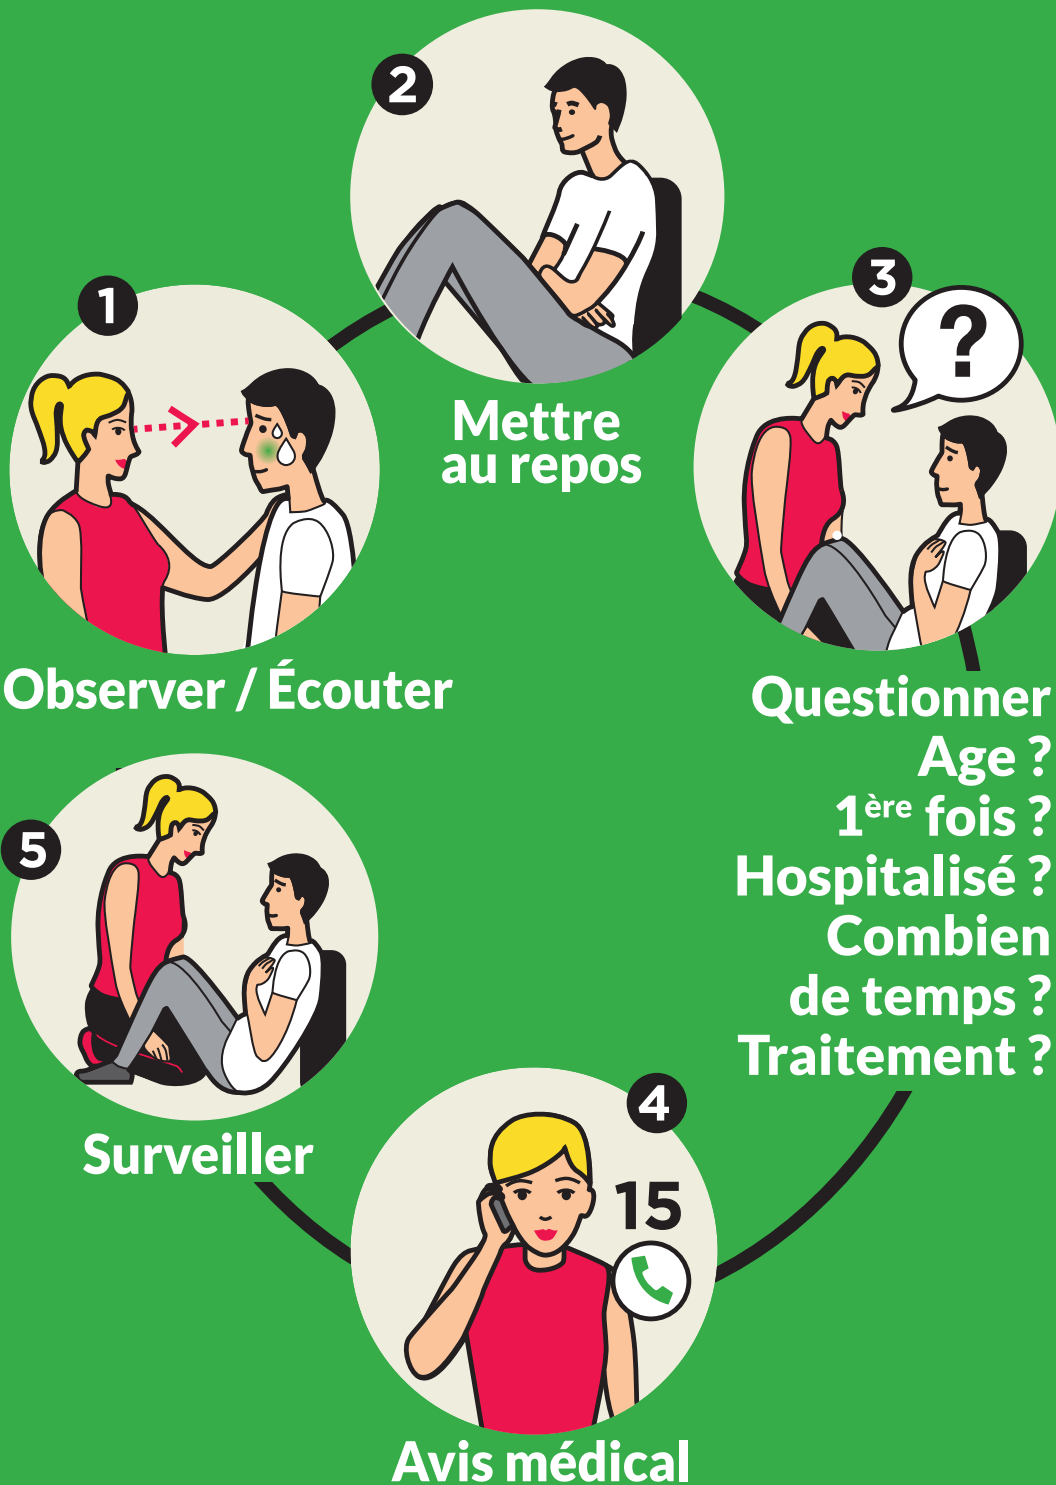 1
Observer / Écouter
2
Mettre
au repos
3
?
Questionner
Age ?
1ère fois ?
Hospitalisé ?
Combien
de temps ?
Traitement ?
4
15
Avis médical
5
Surveiller